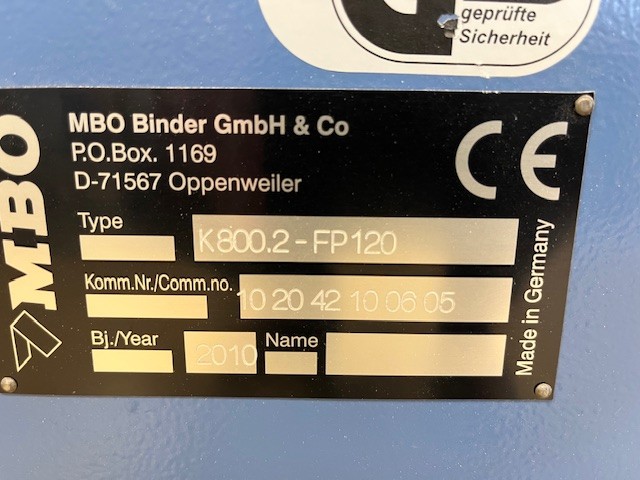 geprüfte
Sicherheit
MBO
MBO Binder GmbH & Co
P.O.Box. 1169
D-71567 Oppenweiler
CE
Type
K800.2-FP120
Komm.Nr./Comm.no.
10 20 42 10 06 05
Bj./Year
2010
Name
Made in Germany